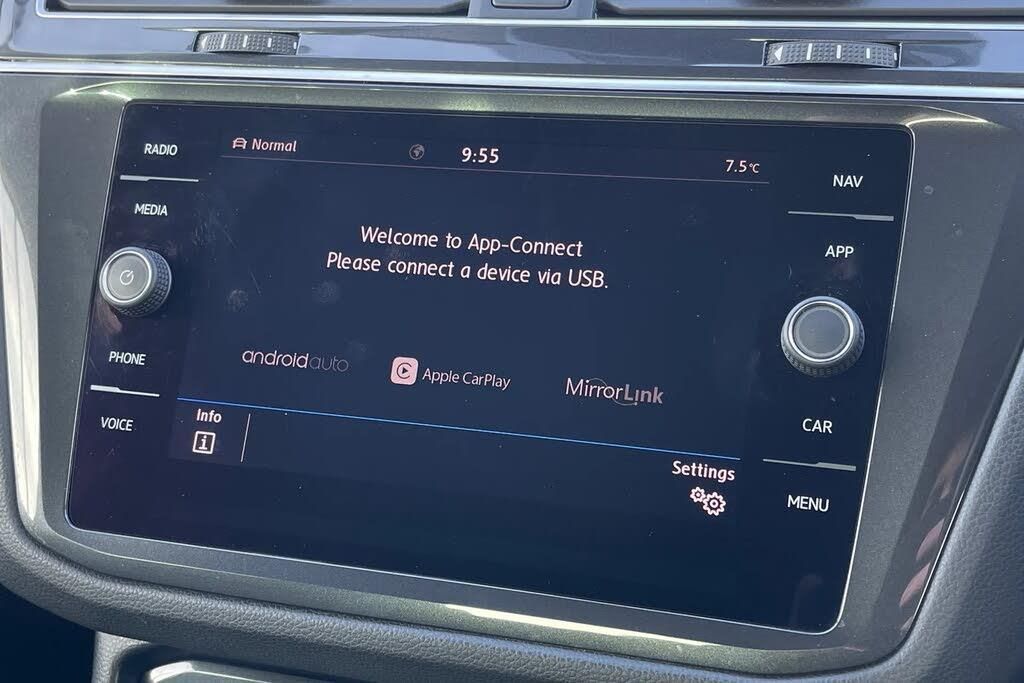 RADIO
MEDIA
PHONE
VOICE
Normal
9:55
7.5°C
Welcome to App-Connect
Please connect a device via USB.
androidauto
Apple CarPlay
MirrorLink
Info
i
Settings
NAV
APP
CAR
MENU